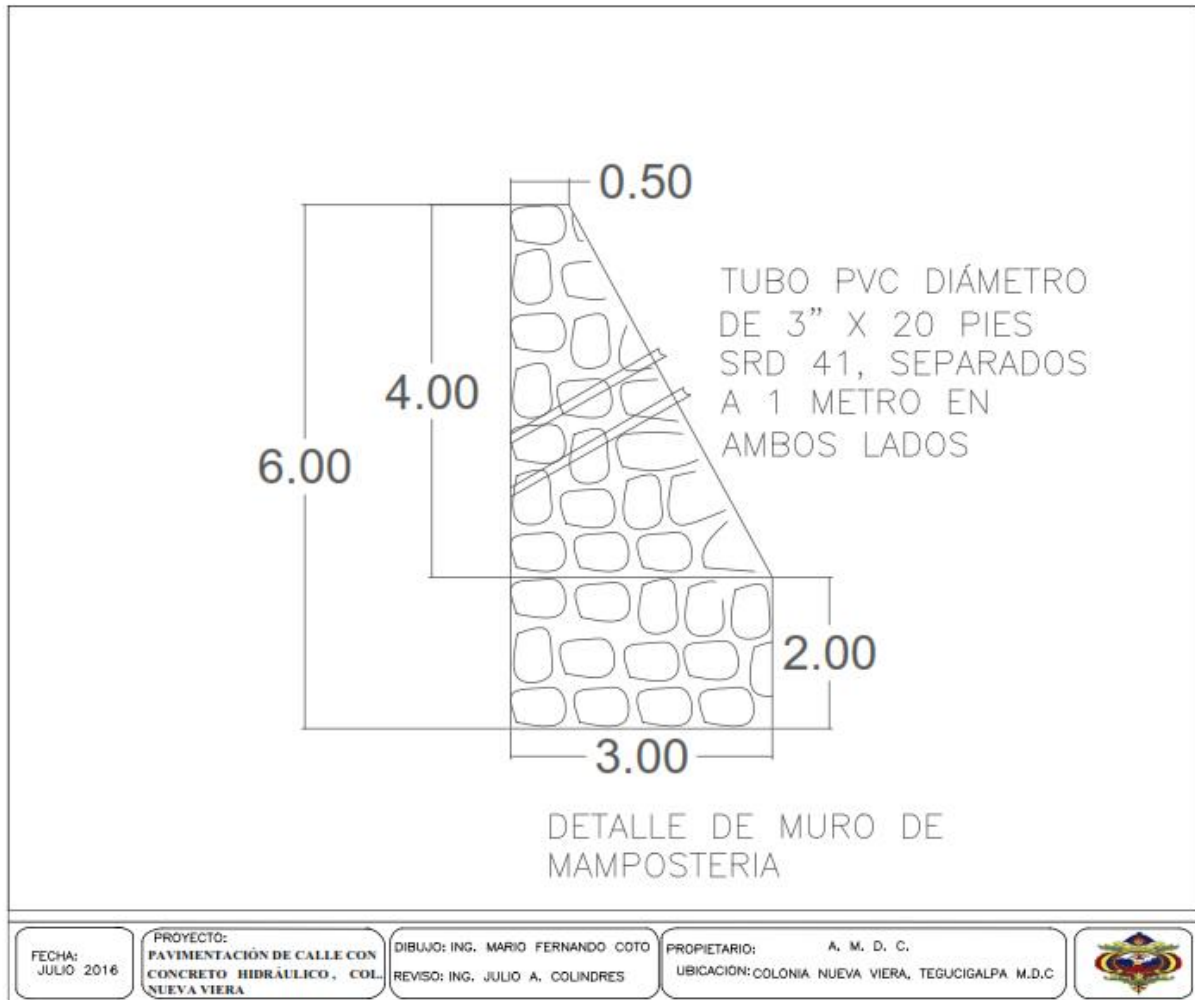 0.50
4.00
6.00
TUBO PVC DIÁMETRO
DE 3” X 20 PIES
SRD 41, SEPARADOS
A 1 METRO EN
AMBOS LADOS
2.00
3.00
DETALLE DE MURO DE
MAMPOSTERIA
FECHA:
JULIO 2016
PROYECTO:
PAVIMENTACIÓN DE CALLE CON
CONCRETO HIDRÁULICO, COL.
NUEVA VIERA
DIBUJO: ING. MARIO FERNANDO COTO
REVISO: ING. JULIO A. COLINDRES
PROPIETARIO: A. M. D. C.
UBICACIÓN: COLONIA NUEVA VIERA, TEGUCIGALPA M.D.C